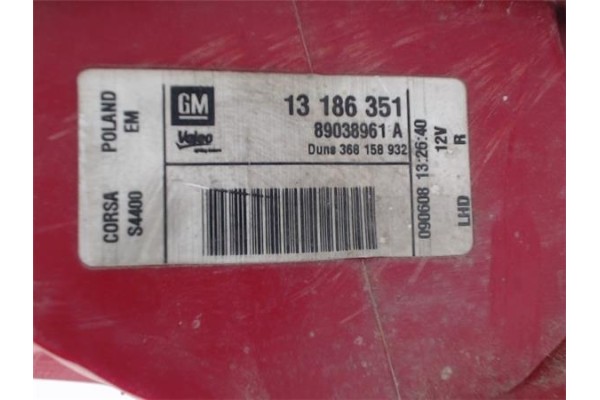 CORSA POLAND
S4400 EM
GM
Valeo
13 186 351
89038961 A
Duns 368 158 932
090608 13:26:40
12V
LHD R